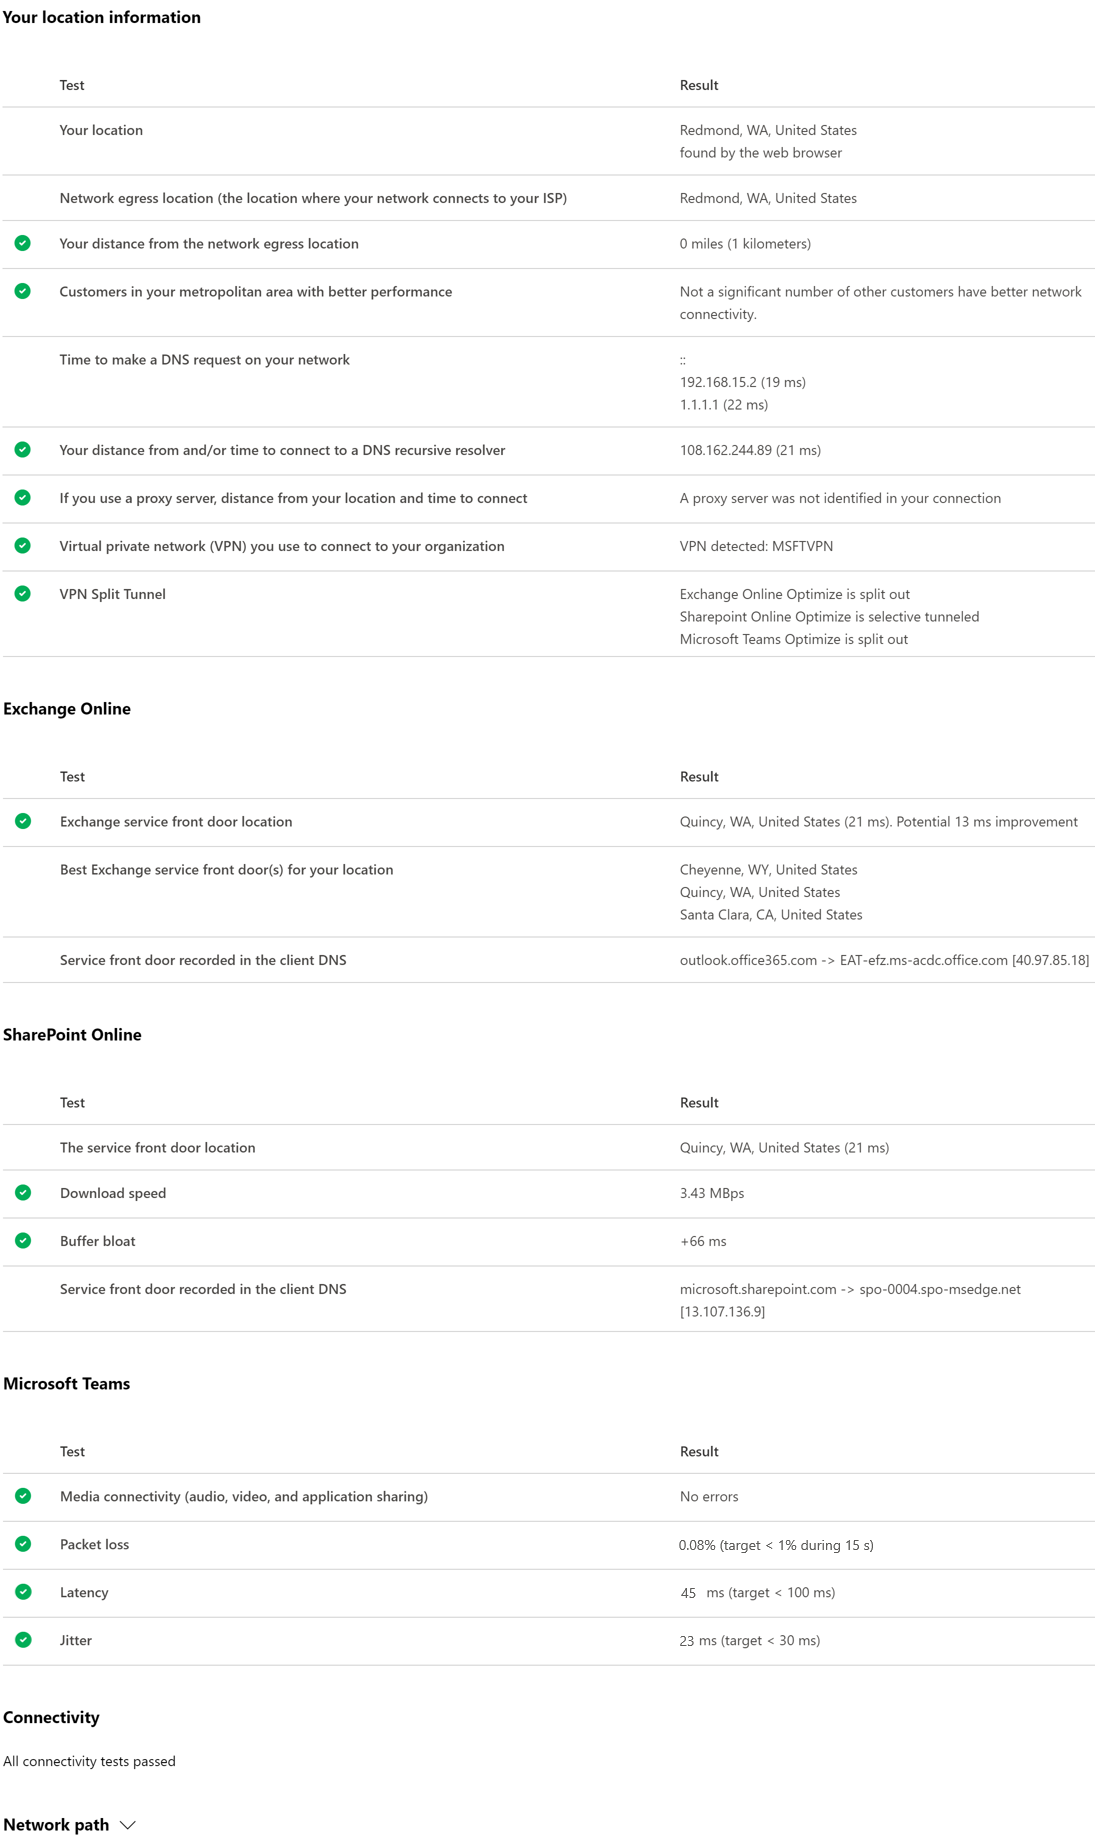 Your location information
Test Result
Your location Redmond, WA, United States
found by the web browser
Network egress location (the location where your network connects to your ISP) Redmond, WA, United States
Your distance from the network egress location 0 miles (1 kilometers)
Customers in your metropolitan area with better performance Not a significant number of other customers have better network
connectivity.
Time to make a DNS request on your network ::
192.168.15.2 (19 ms)
1.1.1.1 (22 ms)
Your distance from and/or time to connect to a DNS recursive resolver 108.162.244.89 (21 ms)
If you use a proxy server, distance from your location and time to connect A proxy server was not identified in your connection
Virtual private network (VPN) you use to connect to your organization VPN detected: MSFTVPN
VPN Split Tunnel Exchange Online Optimize is split out
Sharepoint Online Optimize is selective tunneled
Microsoft Teams Optimize is split out
Exchange Online
Test Result
Exchange service front door location Quincy, WA, United States (21 ms). Potential 13 ms improvement
Best Exchange service front door(s) for your location Cheyenne, WY, United States
Quincy, WA, United States
Santa Clara, CA, United States
Service front door recorded in the client DNS outlook.office365.com -> EAT-efz.ms-acdc.office.com [40.97.85.18]
SharePoint Online
Test Result
The service front door location Quincy, WA, United States (21 ms)
Download speed 3.43 MBps
Buffer bloat +66 ms
Service front door recorded in the client DNS microsoft.sharepoint.com -> spo-0004.spo-msedge.net
[13.107.136.9]
Microsoft Teams
Test Result
Media connectivity (audio, video, and application sharing) No errors
Packet loss 0.08% (target < 1% during 15 s)
Latency 45 ms (target < 100 ms)
Jitter 23 ms (target < 30 ms)
Connectivity
All connectivity tests passed
Network path